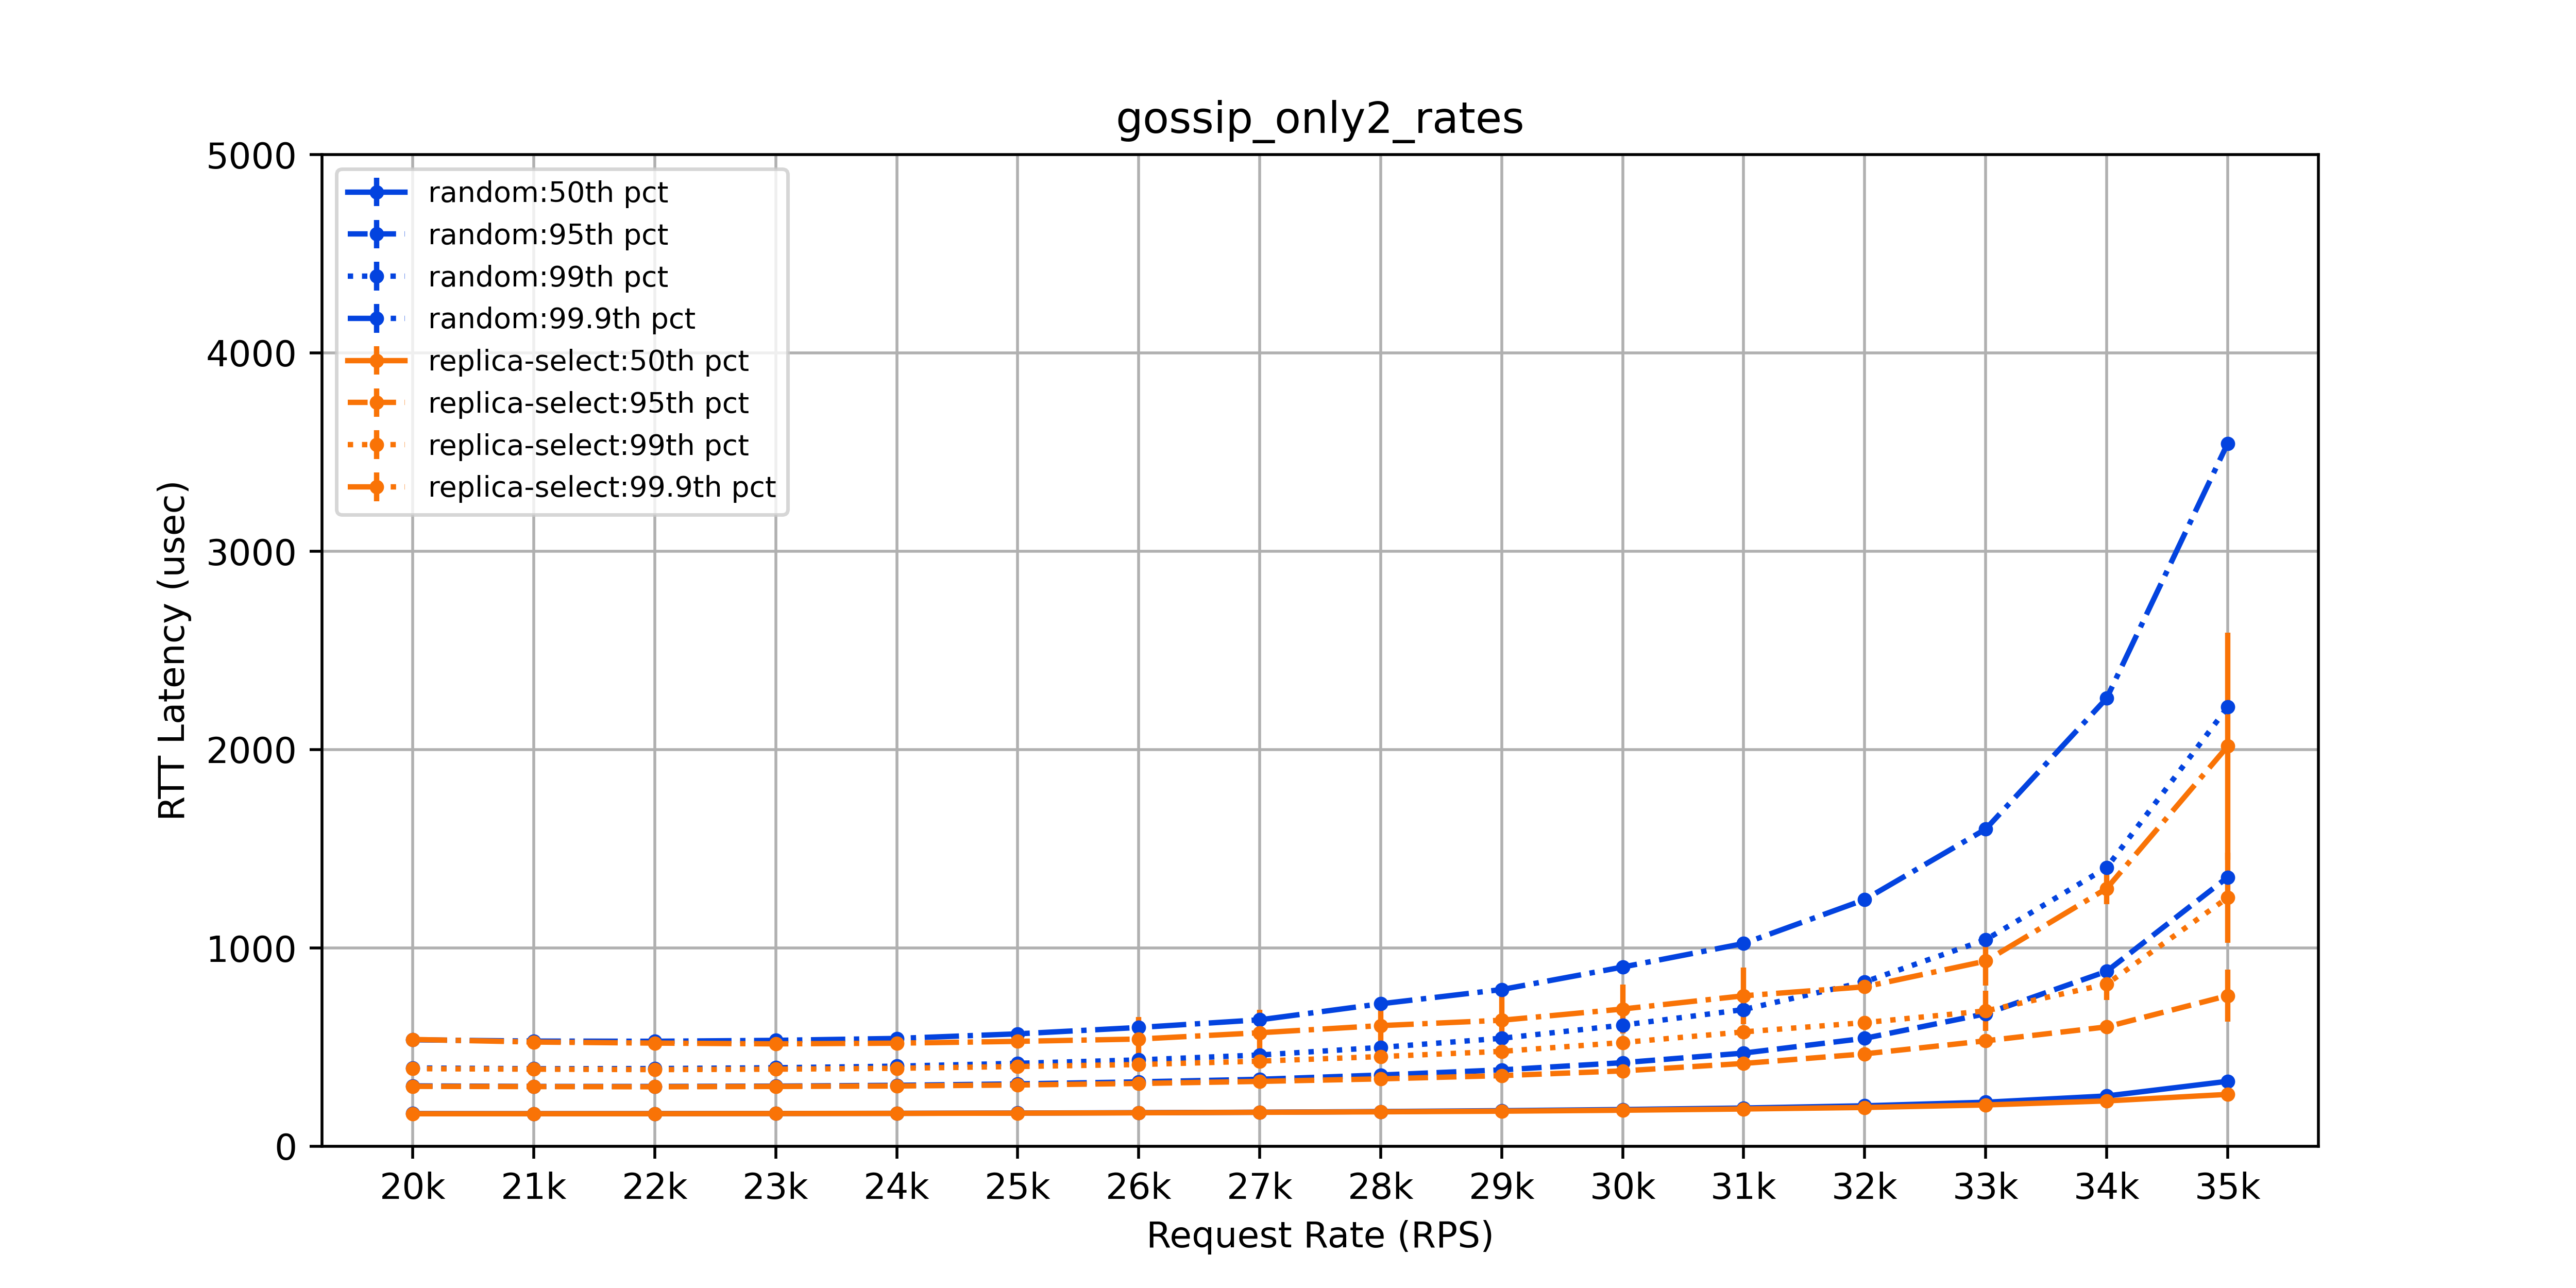 gossip_only2_rates
5000
4000
3000
2000
1000
0
RTT Latency (usec)
random:50th pct
random:95th pct
random:99th pct
random:99.9th pct
replica-select:50th pct
replica-select:95th pct
replica-select:99th pct
replica-select:99.9th pct
20k 21k 22k 23k 24k 25k 26k 27k 28k 29k 30k 31k 32k 33k 34k 35k
Request Rate (RPS)